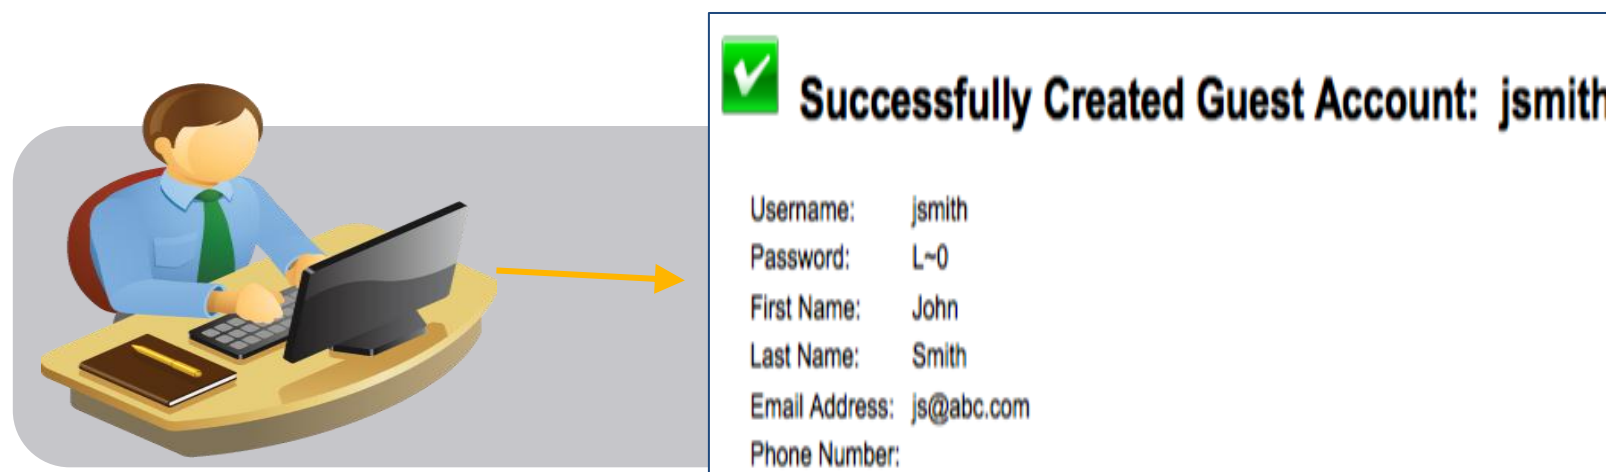 Successfully Created Guest Account: jsmith
Username: jsmith
Password: L~0
First Name: John
Last Name: Smith
Email Address: js@abc.com
Phone Number: